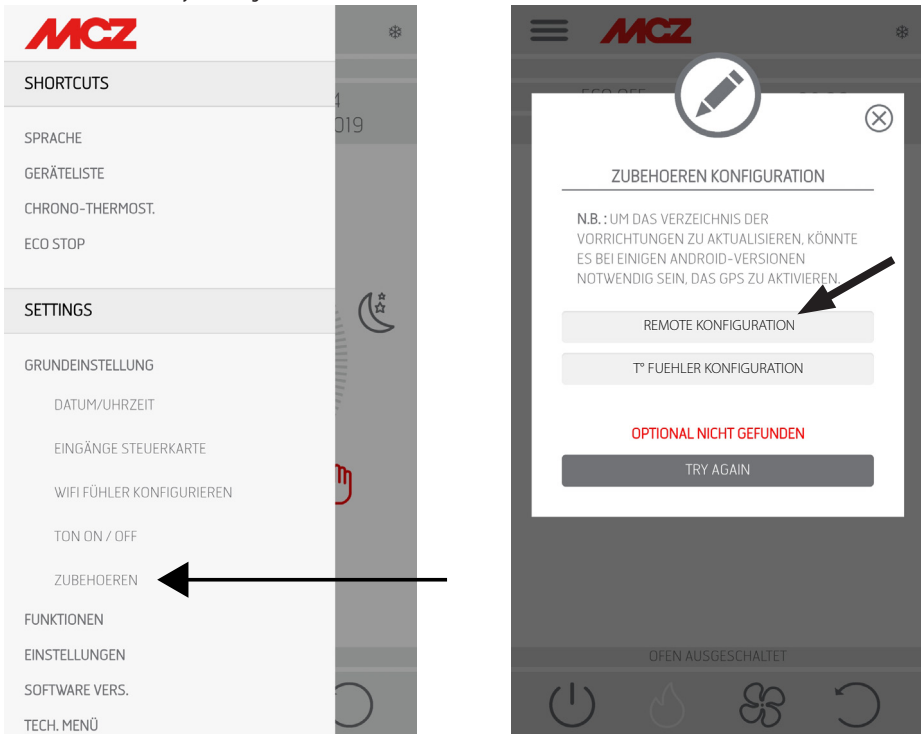 MCZ
SHORTCUTS
SPRACHE
GERÄTELISTE
CHRONO-THERMOST.
ECO STOP
SETTINGS
GRUNDEINSTELLUNG
DATUM/UHRZEIT
EINGÄNGE STEUERKARTE
WIFI FÜHLER KONFIGURIEREN
TON ON / OFF
ZUBEHOEREN
FUNKTIONEN
EINSTELLUNGEN
SOFTWARE VERS.
TECH. MENÜ
4
019
MCZ
ZUBEHOEREN KONFIGURATION
N.B. : UM DAS VERZEICHNIS DER
VORRICHTUNGEN ZU AKTUALISIEREN, KÖNNTE
ES BEI EINIGEN ANDROID-VERSIONEN
NOTWENDIG SEIN, DAS GPS ZU AKTIVIEREN.
REMOTE KONFIGURATION
T° FUEHLER KONFIGURATION
OPTIONAL NICHT GEFUNDEN
TRY AGAIN
OFEN AUSGESCHALTET